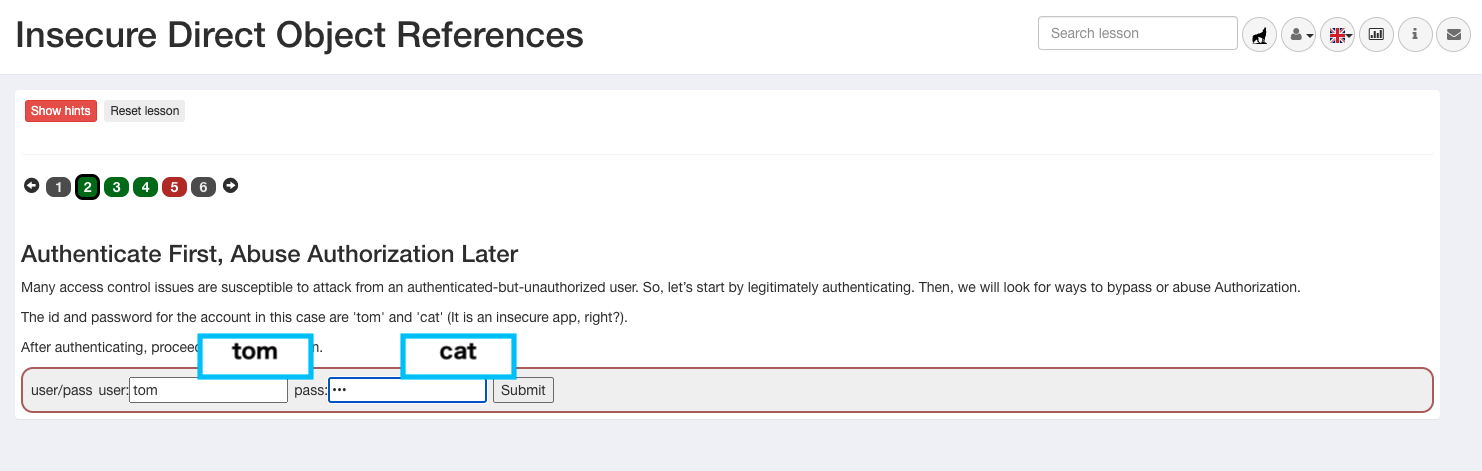 Insecure Direct Object References
Search lesson
Show hints
Reset lesson
1 2 3 4 5 6
Authenticate First, Abuse Authorization Later
Many access control issues are susceptible to attack from an authenticated-but-unauthorized user. So, let's start by legitimately authenticating. Then, we will look for ways to bypass or abuse Authorization.
The id and password for the account in this case are 'tom' and 'cat' (It is an insecure app, right?).
After authenticating,
tom
cat
user/pass user: tom pass: ••• Submit